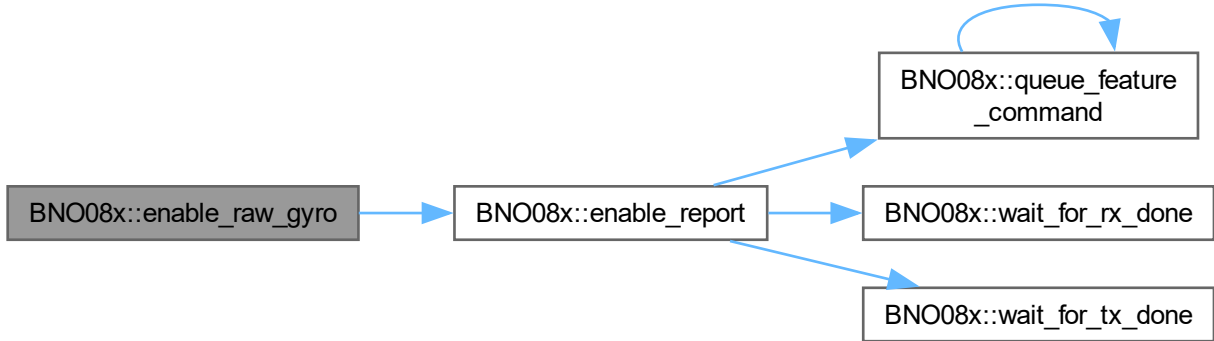 BNO08x::queue_feature
_command
BNO08x::enable_raw_gyro
BNO08x::enable_report
BNO08x::wait_for_rx_done
BNO08x::wait_for_tx_done